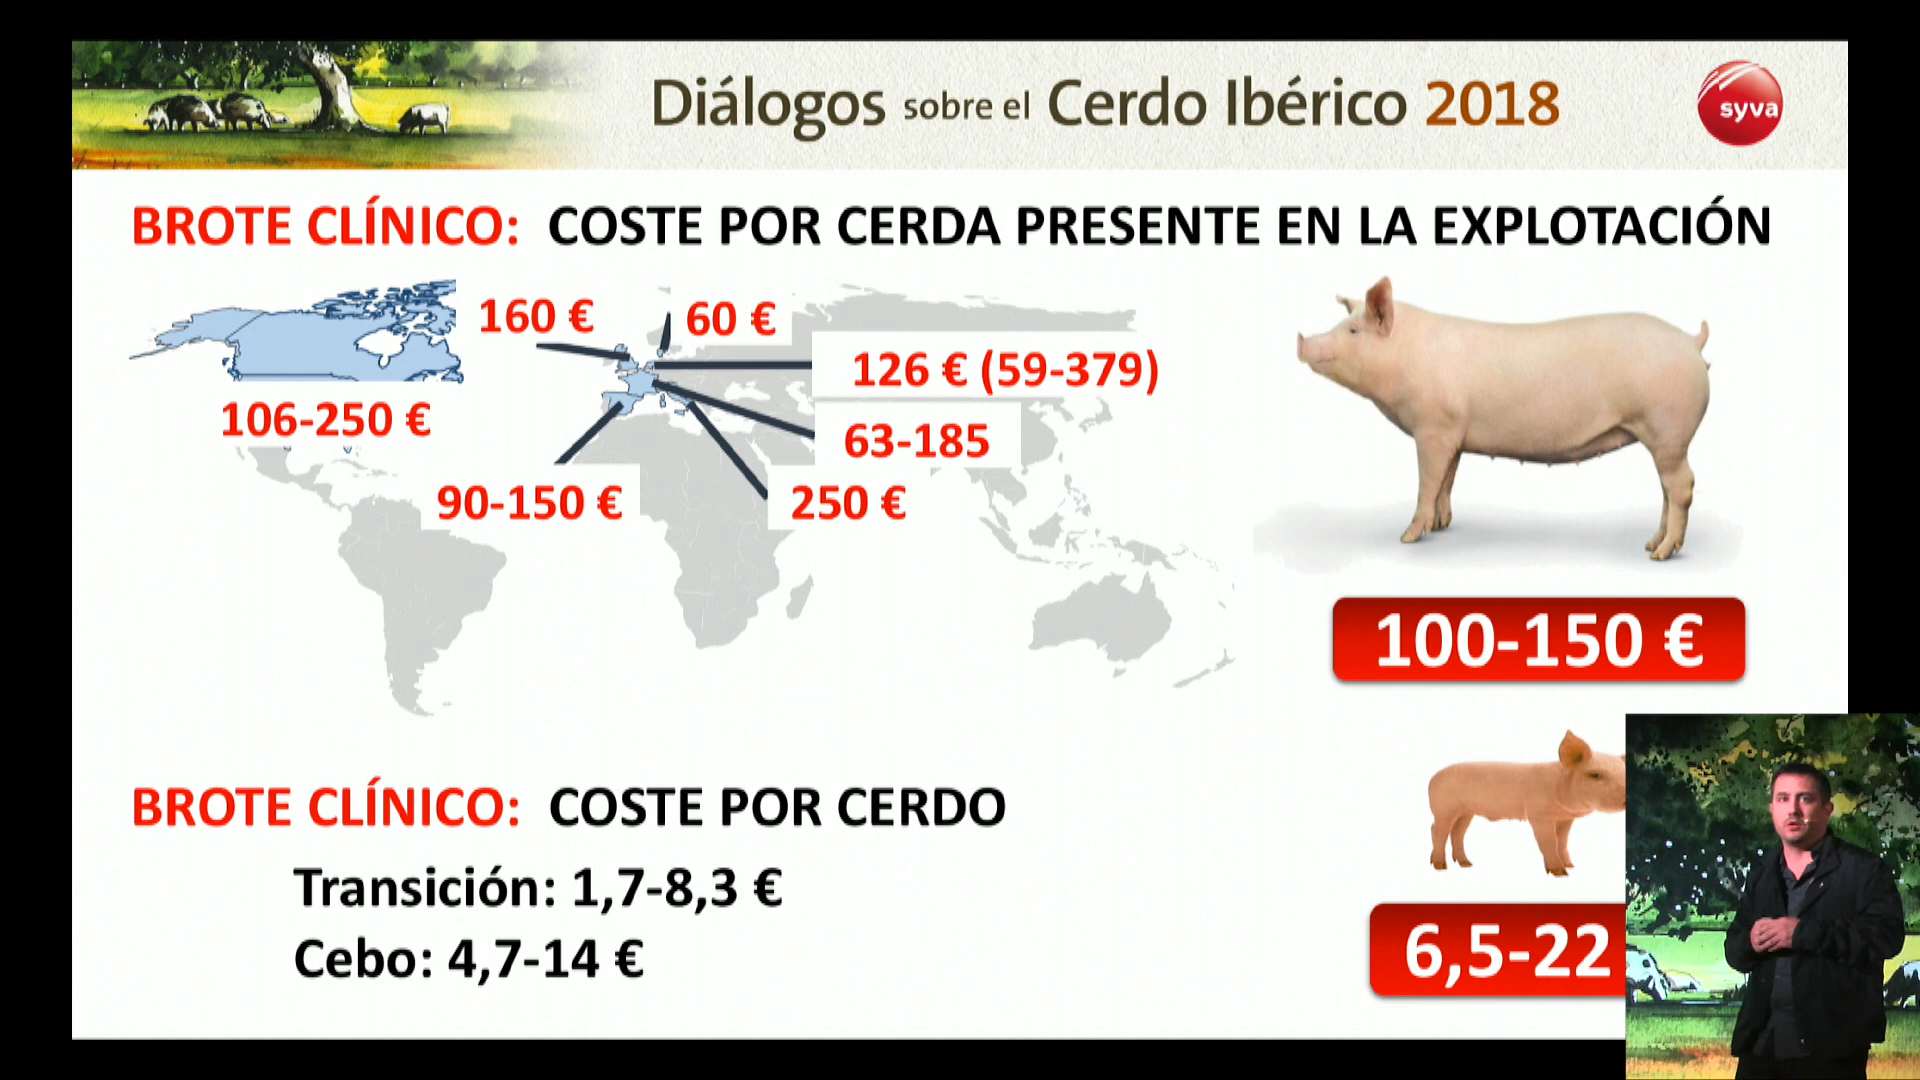 Diálogos sobre el Cerdo Ibérico 2018
syva
BROTE CLÍNICO: COSTE POR CERDA PRESENTE EN LA EXPLOTACIÓN
160 €
60 €
126 € (59-379)
106-250 €
63-185
90-150 €
250 €
100-150 €
BROTE CLÍNICO: COSTE POR CERDO
Transición: 1,7-8,3 €
Cebo: 4,7-14 €
6,5-22